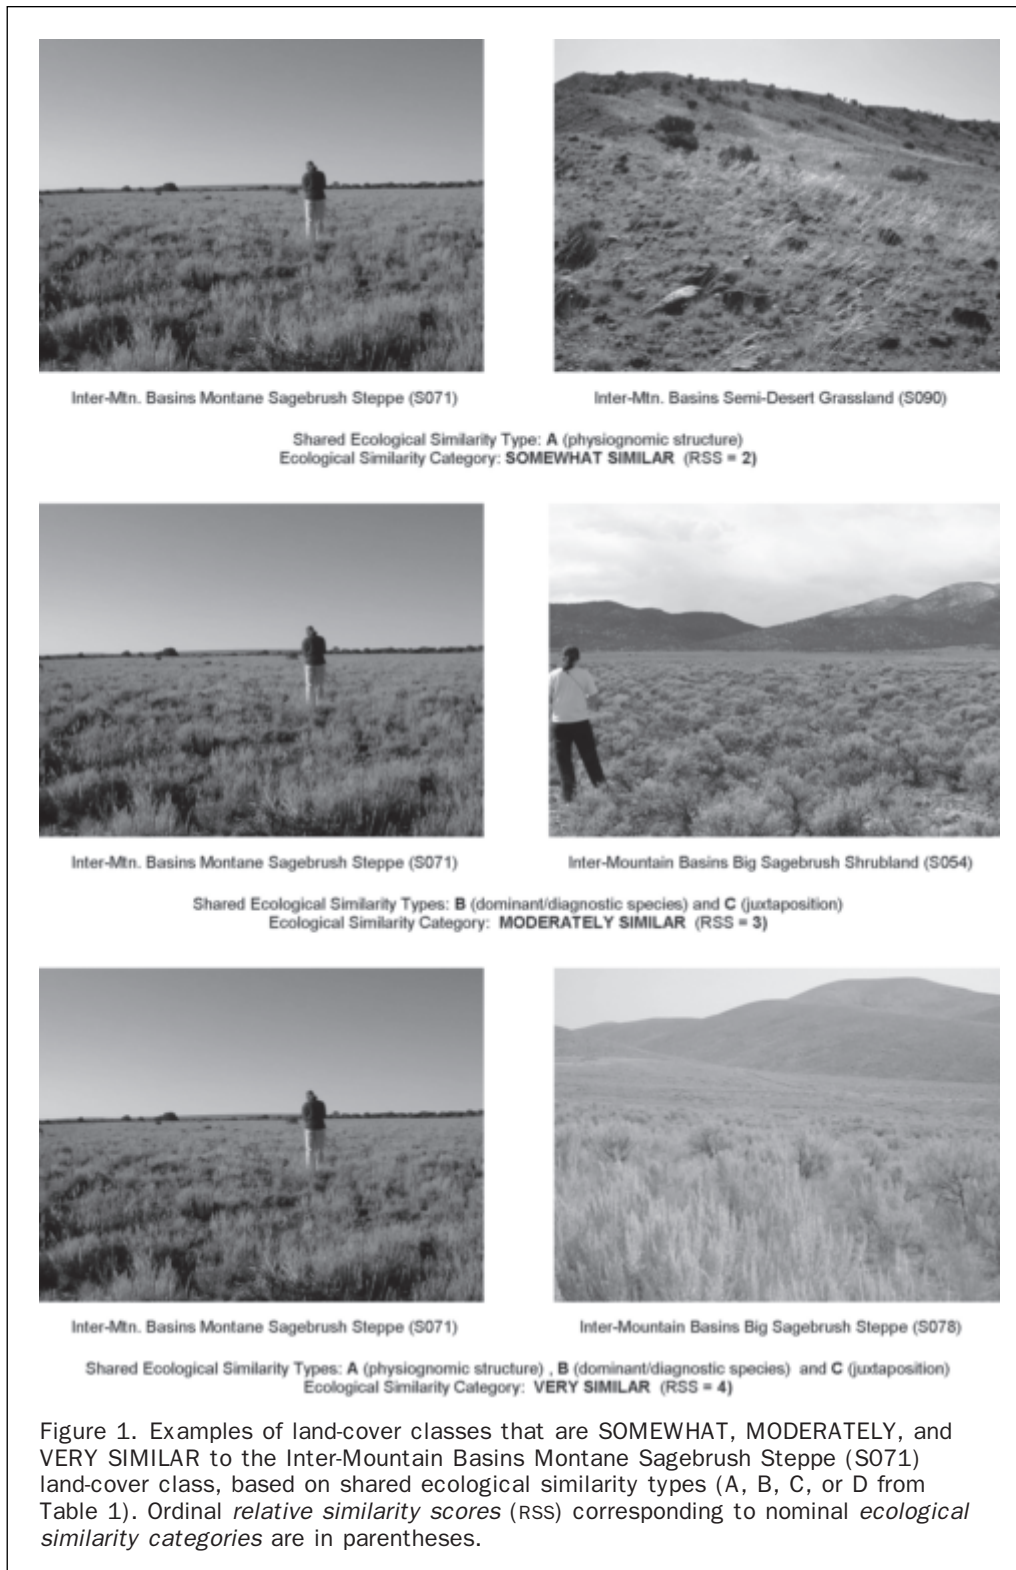 Inter-Mtn. Basins Montane Sagebrush Steppe (S071)
Inter-Mtn. Basins Semi-Desert Grassland (S090)
Shared Ecological Similarity Type: A (physiognomic structure)
Ecological Similarity Category: SOMEWHAT SIMILAR (RSS = 2)
Inter-Mtn. Basins Montane Sagebrush Steppe (S071)
Inter-Mountain Basins Big Sagebrush Shrubland (S054)
Shared Ecological Similarity Types: B (dominant/diagnostic species) and C (juxtaposition)
Ecological Similarity Category: MODERATELY SIMILAR (RSS = 3)
Inter-Mtn. Basins Montane Sagebrush Steppe (S071)
Inter-Mountain Basins Big Sagebrush Steppe (S078)
Shared Ecological Similarity Types: A (physiognomic structure) , B (dominant/diagnostic species) and C (juxtaposition)
Ecological Similarity Category: VERY SIMILAR (RSS = 4)
Figure 1. Examples of land-cover classes that are SOMEWHAT, MODERATELY, and
VERY SIMILAR to the Inter-Mountain Basins Montane Sagebrush Steppe (S071)
land-cover class, based on shared ecological similarity types (A, B, C, or D from
Table 1). Ordinal relative similarity scores (RSS) corresponding to nominal ecological
similarity categories are in parentheses.